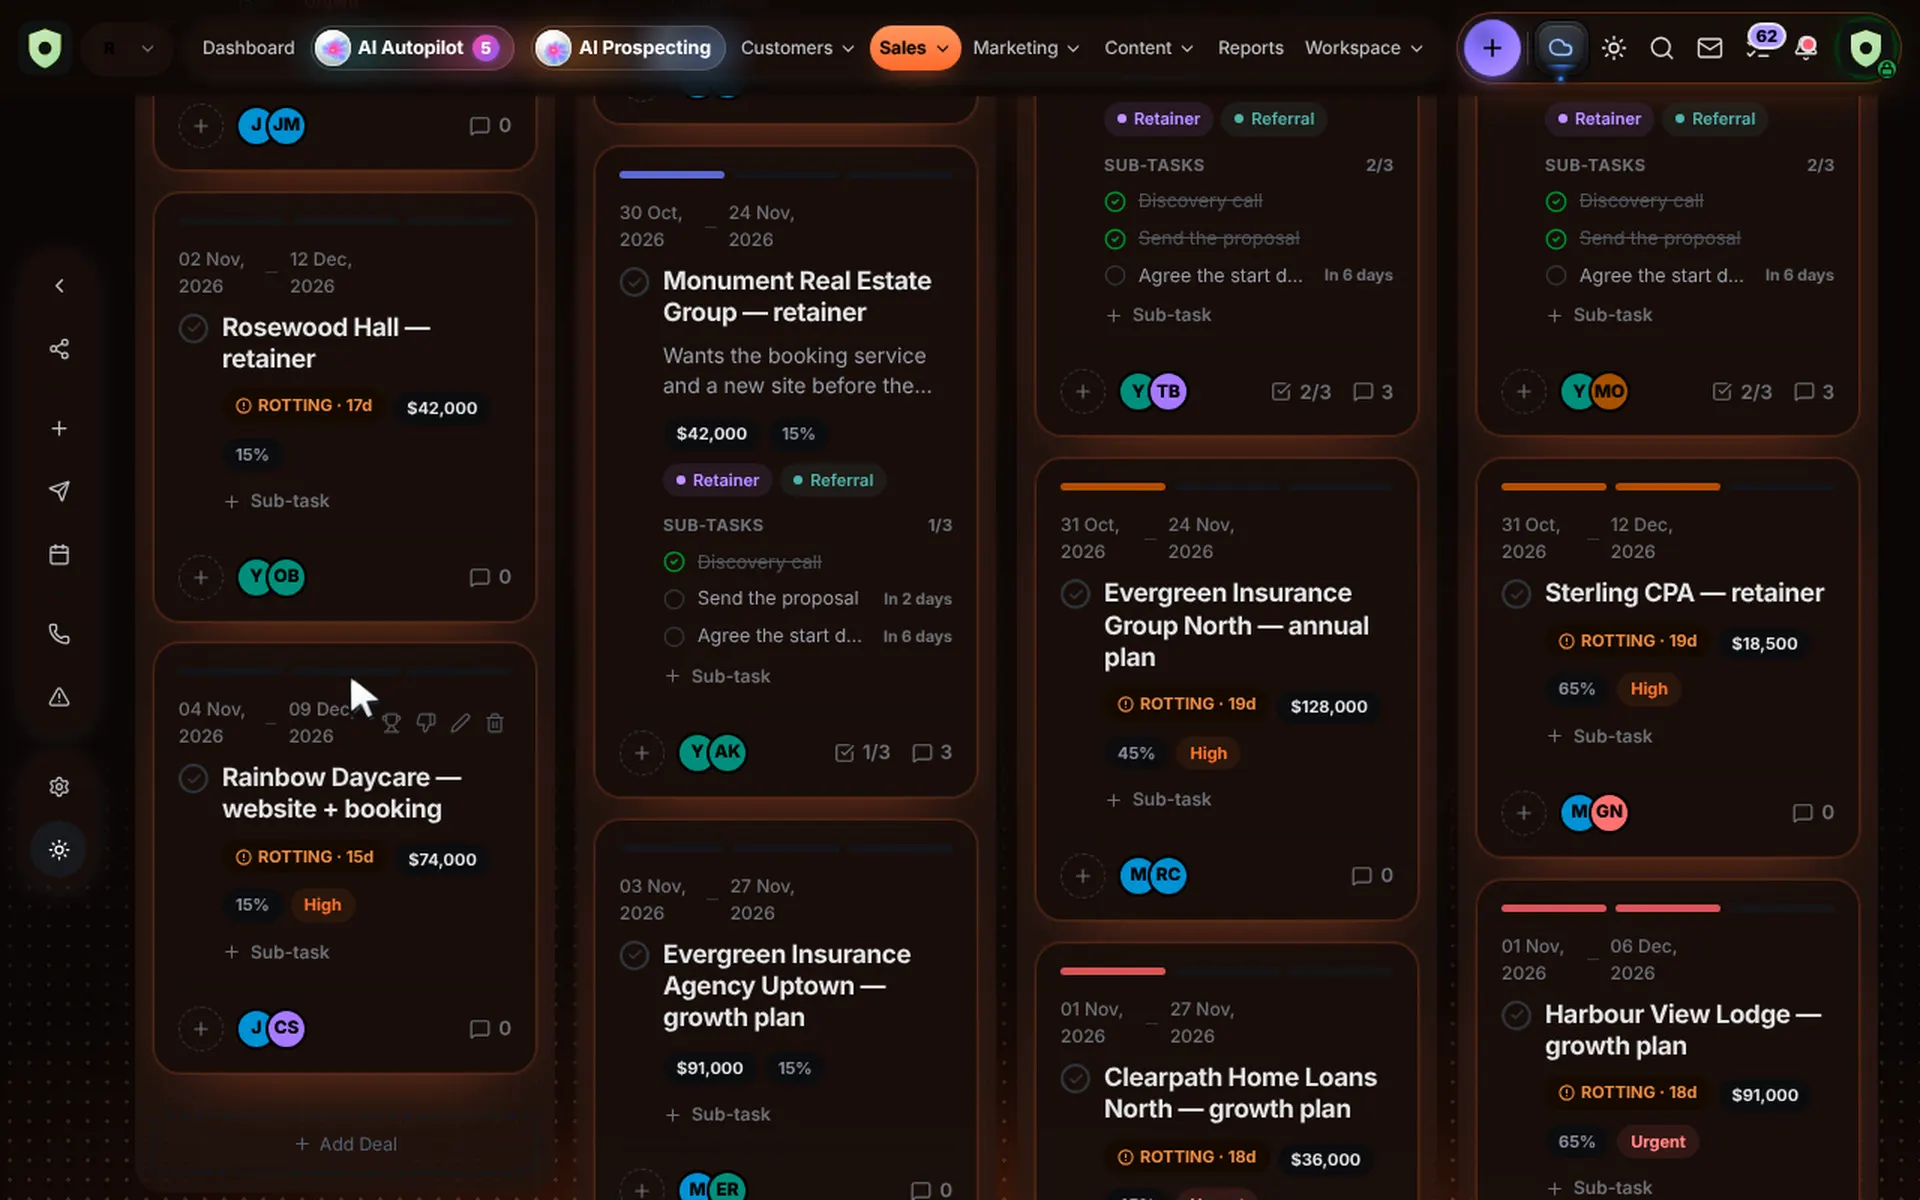 R
Dashboard
AI Autopilot 5
AI Prospecting
Customers
Sales
Marketing
Content
Reports
Workspace
62
J JM 0
02 Nov, 2026 — 12 Dec, 2026
Rosewood Hall —
retainer
ROTTING · 17d $42,000
15%
+ Sub-task
Y OB 0
04 Nov, 2026 — 09 Dec, 2026
Rainbow Daycare —
website + booking
ROTTING · 15d $74,000
15% High
+ Sub-task
J CS 0
+ Add Deal
30 Oct, 2026 — 24 Nov, 2026
Monument Real Estate
Group — retainer
Wants the booking service
and a new site before the...
$42,000 15%
Retainer Referral
SUB-TASKS 1/3
Discovery call
Send the proposal In 2 days
Agree the start d... In 6 days
+ Sub-task
Y AK 1/3 3
03 Nov, 2026 — 27 Nov, 2026
Evergreen Insurance
Agency Uptown —
growth plan
$91,000 15%
+ Sub-task
M ER 0
Retainer Referral
SUB-TASKS 2/3
Discovery call
Send the proposal
Agree the start d... In 6 days
+ Sub-task
Y TB 2/3 3
31 Oct, 2026 — 24 Nov, 2026
Evergreen Insurance
Group North — annual
plan
ROTTING · 19d $128,000
45% High
+ Sub-task
M RC 0
01 Nov, 2026 — 27 Nov, 2026
Clearpath Home Loans
North — growth plan
ROTTING · 18d $36,000
Retainer Referral
SUB-TASKS 2/3
Discovery call
Send the proposal
Agree the start d... In 6 days
+ Sub-task
Y MO 2/3 3
31 Oct, 2026 — 12 Dec, 2026
Sterling CPA — retainer
ROTTING · 19d $18,500
65% High
+ Sub-task
M GN 0
01 Nov, 2026 — 06 Dec, 2026
Harbour View Lodge —
growth plan
ROTTING · 18d $91,000
65% Urgent
+ Sub-task